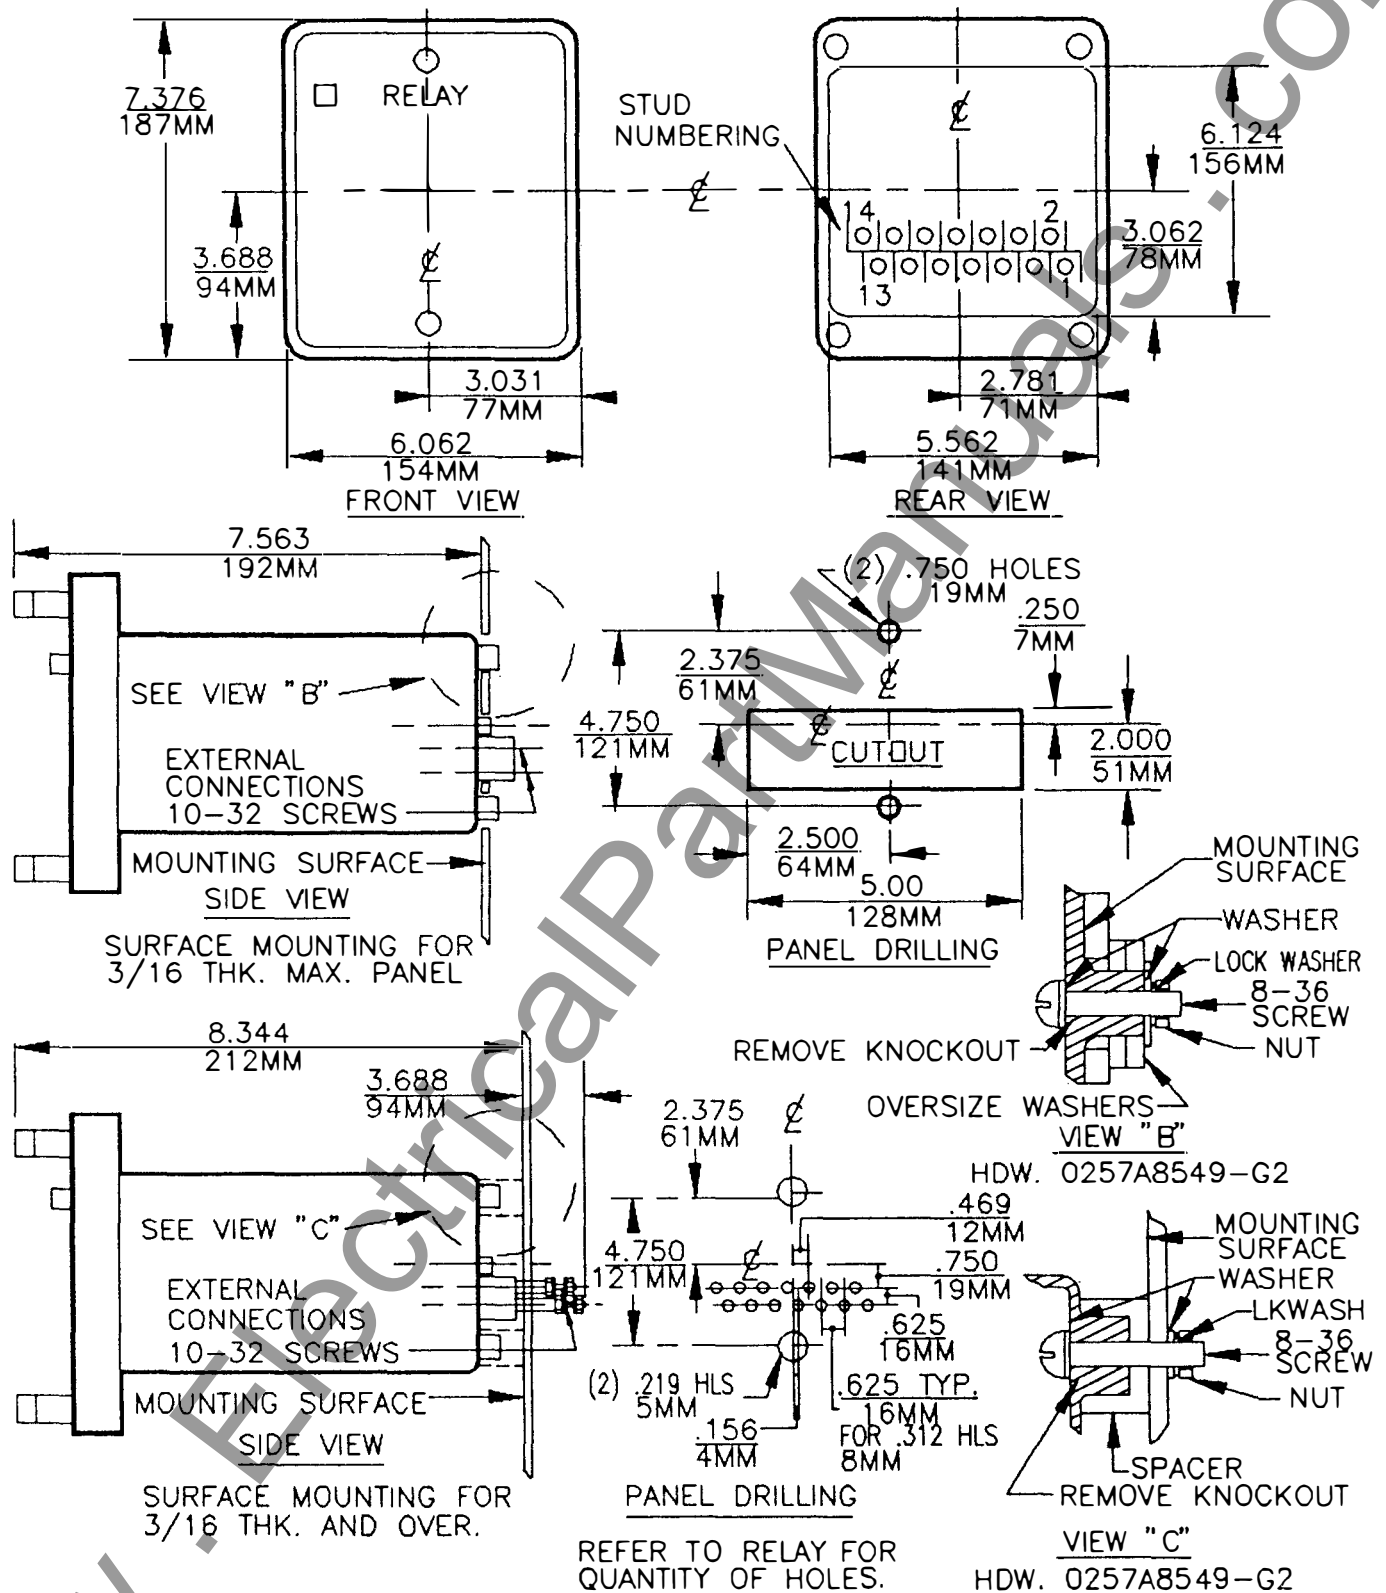 RELAY
7.376
187MM
3.688
94MM
3.031
77MM
6.062
154MM
FRONT VIEW
STUD
NUMBERING
℄
℄
℄
14
2
13
1
6.124
156MM
3.062
78MM
2.781
71MM
5.562
141MM
REAR VIEW
7.563
192MM
SEE VIEW "B"
EXTERNAL
CONNECTIONS
10-32 SCREWS
MOUNTING SURFACE
SIDE VIEW
SURFACE MOUNTING FOR
3/16 THK. MAX. PANEL
(2) .750 HOLES
19MM
.250
7MM
2.375
61MM
℄
4.750
121MM
℄
CUTOUT
2.000
51MM
2.500
64MM
5.00
128MM
PANEL DRILLING
MOUNTING
SURFACE
WASHER
LOCK WASHER
8-36
SCREW
NUT
REMOVE KNOCKOUT
OVERSIZE WASHERS
VIEW "B"
HDW. 0257A8549-G2
8.344
212MM
3.688
94MM
SEE VIEW "C"
EXTERNAL
CONNECTIONS
10-32 SCREWS
MOUNTING SURFACE
SIDE VIEW
SURFACE MOUNTING FOR
3/16 THK. AND OVER.
2.375
61MM
℄
.469
12MM
4.750
121MM
℄
.750
19MM
.625
16MM
(2) .219 HLS
5MM
.625 TYP.
16MM
FOR .312 HLS
8MM
.156
4MM
PANEL DRILLING
REFER TO RELAY FOR
QUANTITY OF HOLES.
MOUNTING
SURFACE
WASHER
LKWASH
8-36
SCREW
NUT
SPACER
REMOVE KNOCKOUT
VIEW "C"
HDW. 0257A8549-G2
. ElectricalPartManuals . co